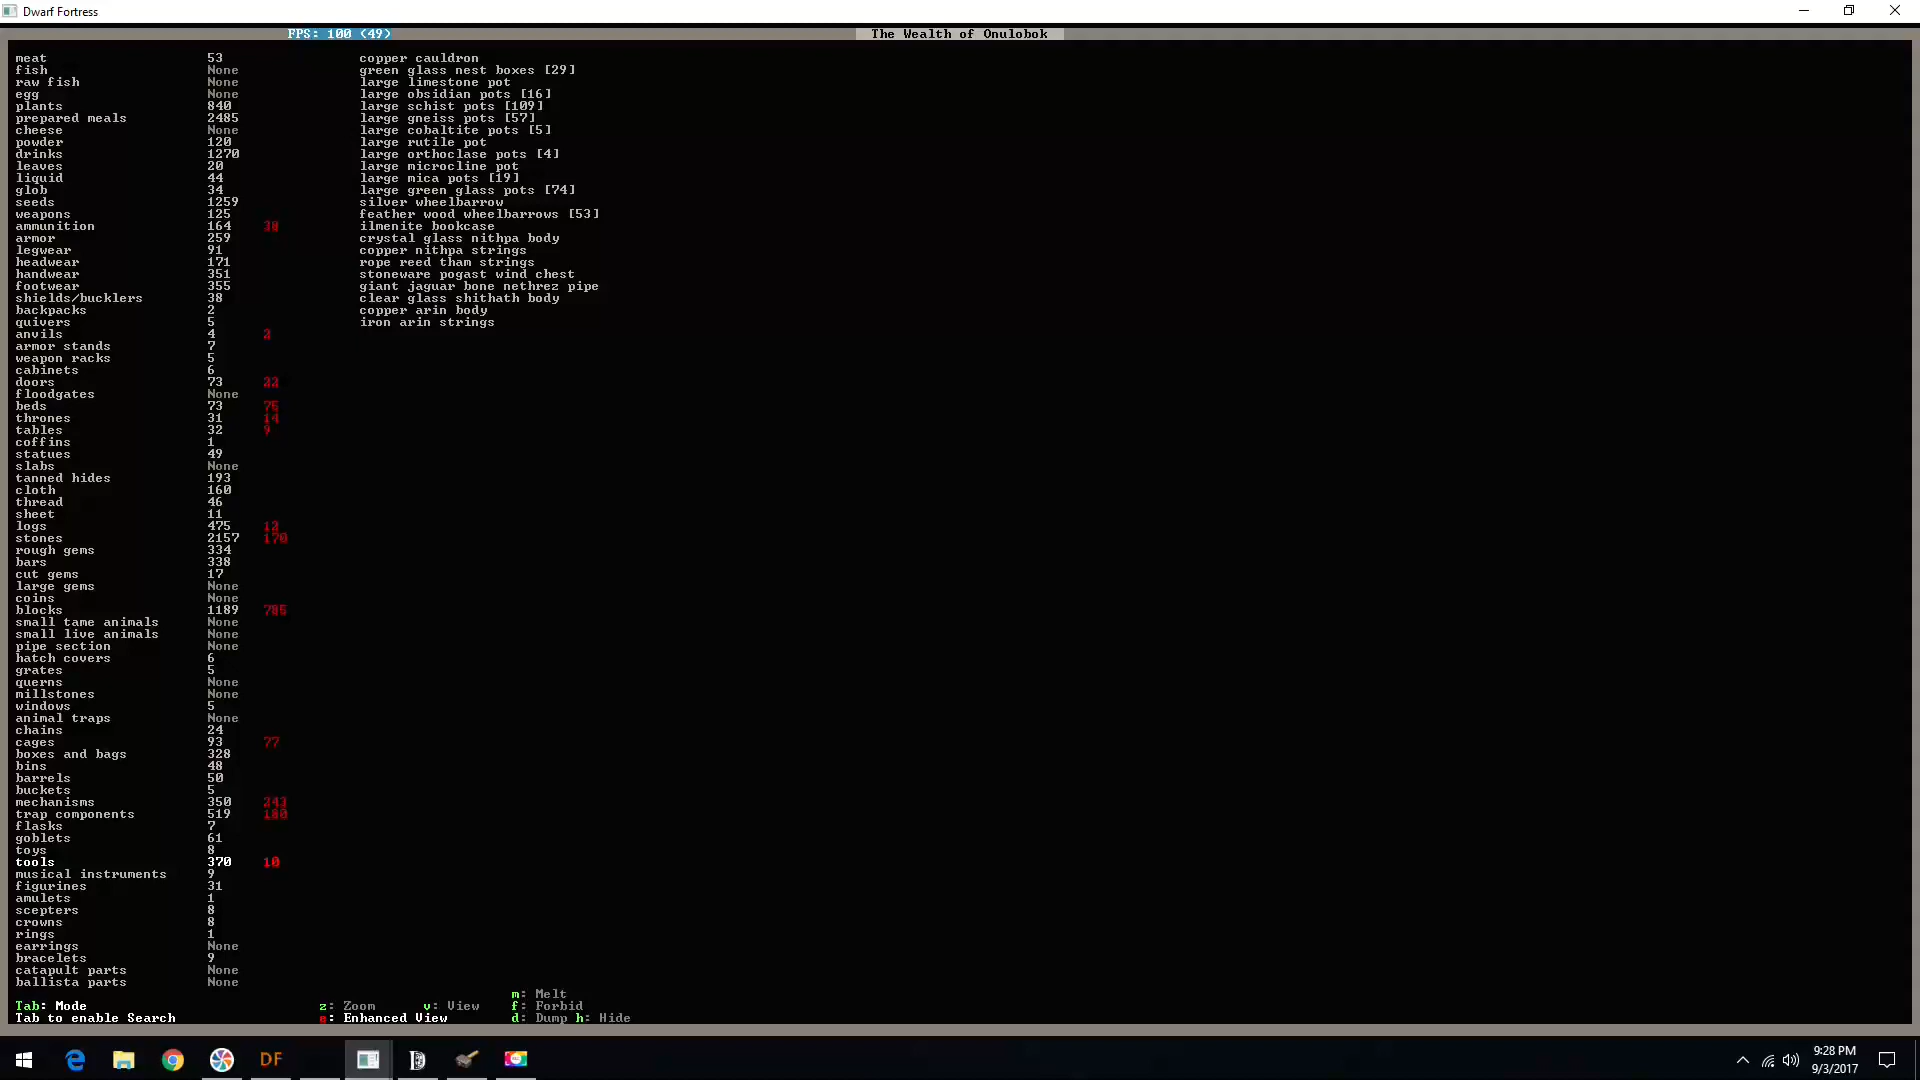 Dwarf Fortress
FPS: 100 (49)
The Wealth of Onulobok
meat 53 copper cauldron
fish None green glass nest boxes [29]
raw fish None large limestone pot
egg None large obsidian pots [16]
plants 840 large schist pots [109]
prepared meals 2485 large gneiss pots [57]
cheese None large cobaltite pots [5]
powder 120 large rutile pot
drinks 1270 large orthoclase pots [4]
leaves 20 large microcline pot
liquid 44 large mica pots [19]
glob 34 large green glass pots [74]
seeds 1259 silver wheelbarrow
weapons 125 feather wood wheelbarrows [53]
ammunition 164 38 ilmenite bookcase
armor 259 crystal glass nithpa body
legwear 91 copper nithpa strings
headwear 171 rope reed tham strings
handwear 351 stoneware pogast wind chest
footwear 355 giant jaguar bone nethrez pipe
shields/bucklers 38 clear glass shithath body
backpacks 2 copper arin body
quivers 5 iron arin strings
anvils 4 2
armor stands 7
weapon racks 5
cabinets 6
doors 73 22
floodgates None
beds 73 75
thrones 31 14
tables 32 9
coffins 1
statues 49
slabs None
tanned hides 193
cloth 160
thread 46
sheet 11
logs 475 12
stones 2157 170
rough gems 334
bars 338
cut gems 17
large gems None
coins None
blocks 1189 785
small tame animals None
small live animals None
pipe section None
hatch covers 6
grates 5
querns None
millstones None
windows 5
animal traps None
chains 24
cages 93 77
boxes and bags 328
bins 48
barrels 50
buckets 5
mechanisms 350 243
trap components 519 180
flasks 7
goblets 61
toys 8
tools 370 10
musical instruments 9
figurines 31
amulets 1
scepters 8
crowns 8
rings 1
earrings None
bracelets 9
catapult parts None
ballista parts None
m: Melt
Tab: Mode z: Zoom v: View f: Forbid
Tab to enable Search e: Enhanced View d: Dump h: Hide
DF
9:28 PM
9/3/2017